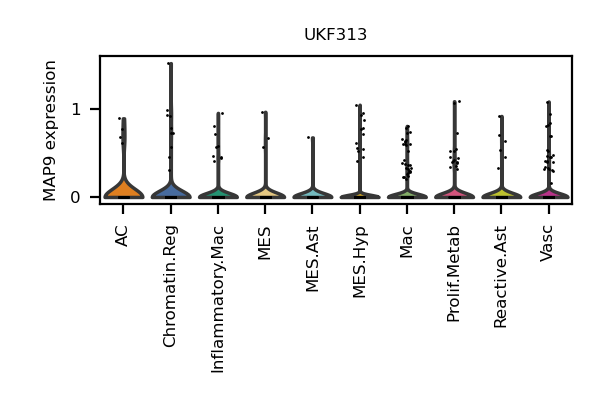 UKF313
MAP9 expression
1
0
AC
Chromatin.Reg
Inflammatory.Mac
MES
MES.Ast
MES.Hyp
Mac
Prolif.Metab
Reactive.Ast
Vasc